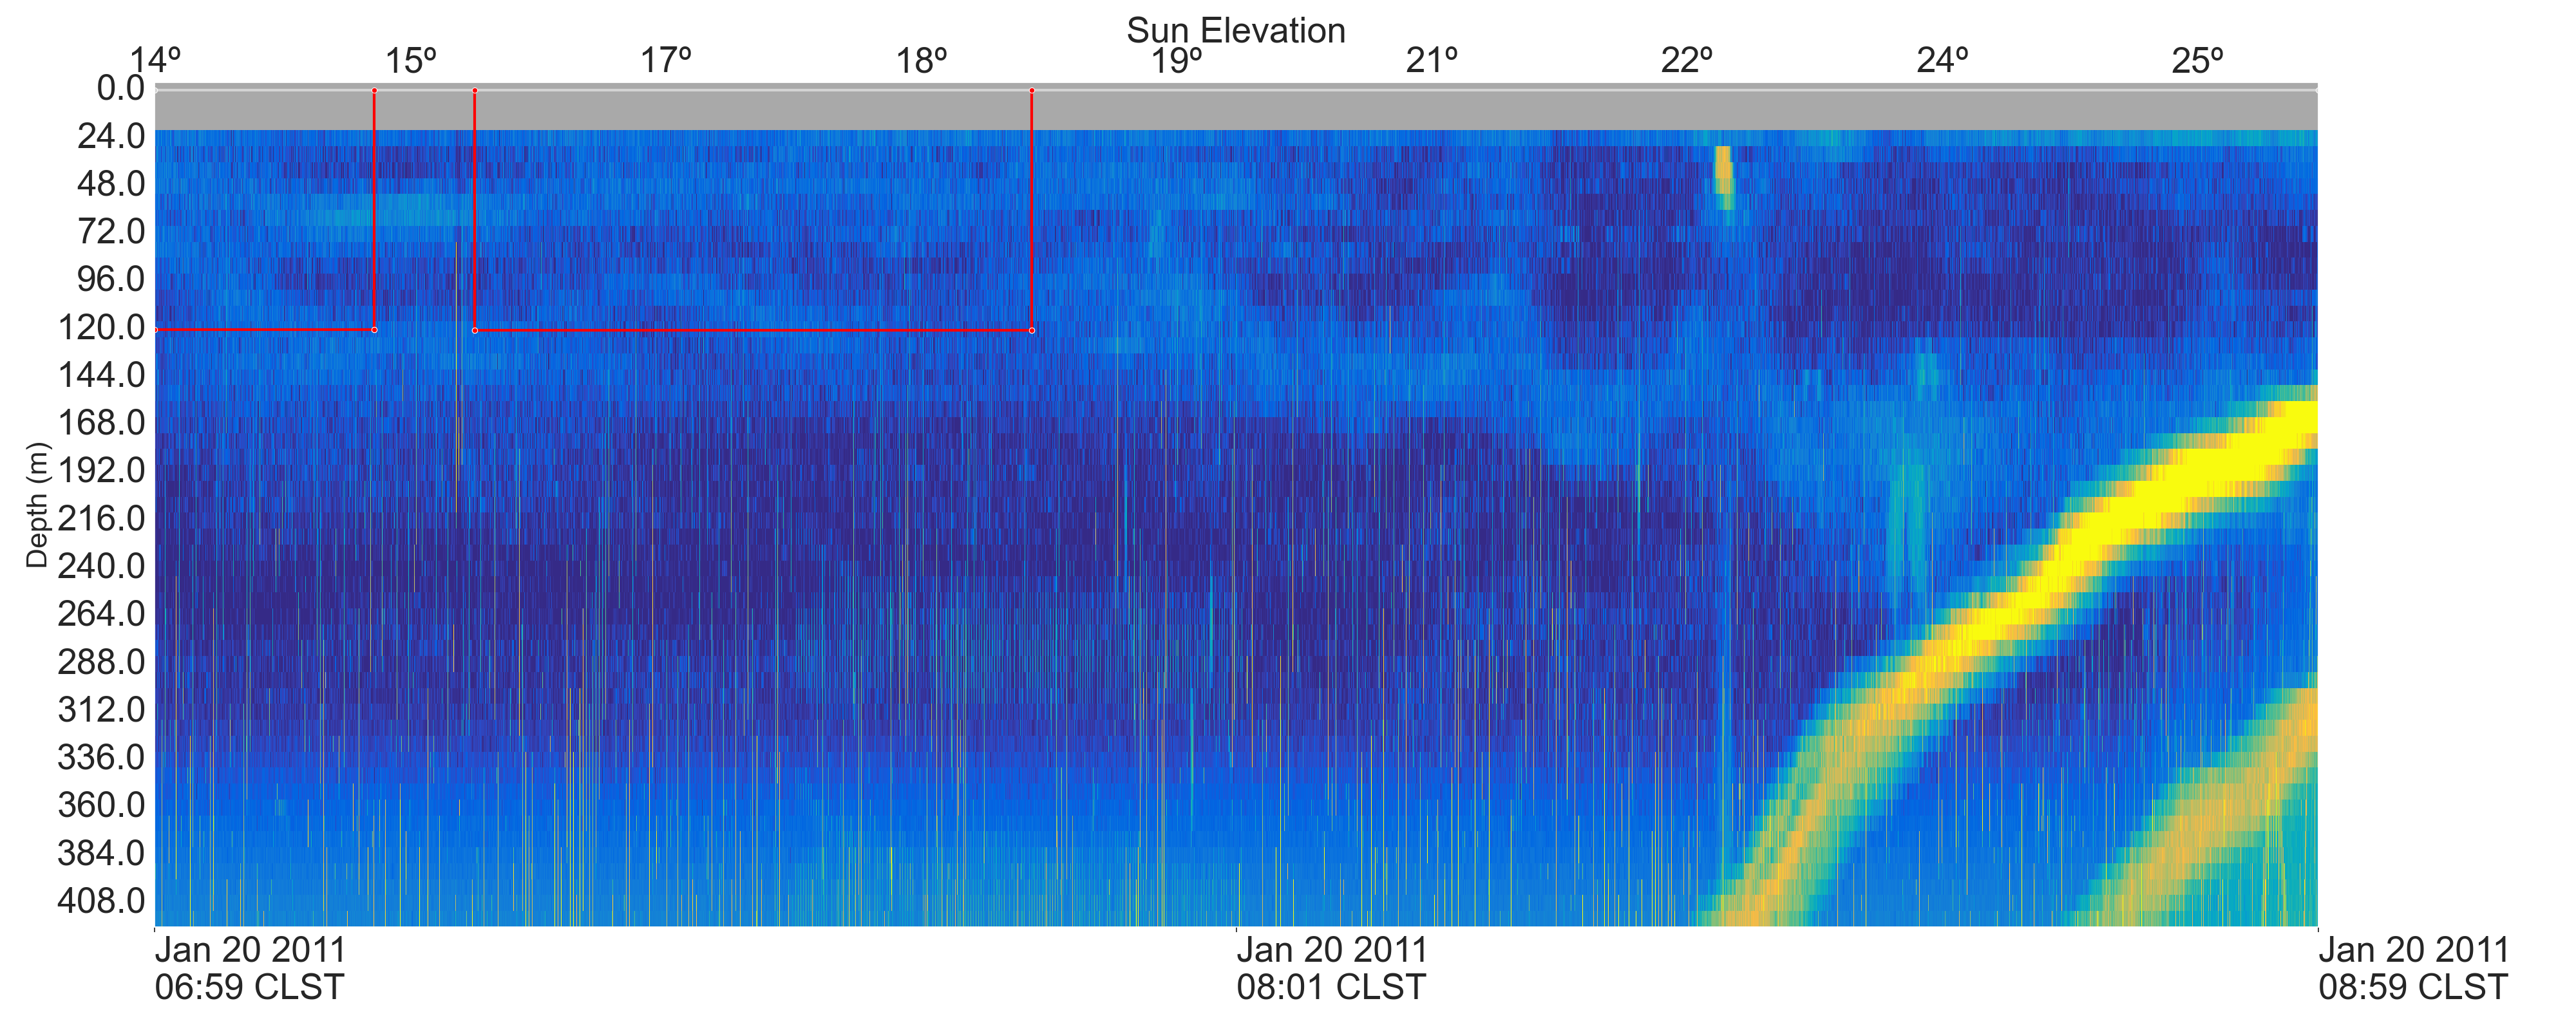 Sun Elevation
14º 15º 17º 18º 19º 21º 22º 24º 25º
0.0
24.0
48.0
72.0
96.0
120.0
144.0
168.0
192.0
216.0
240.0
264.0
288.0
312.0
336.0
360.0
384.0
408.0
Depth (m)
Jan 20 2011
06:59 CLST
Jan 20 2011
08:01 CLST
Jan 20 2011
08:59 CLST